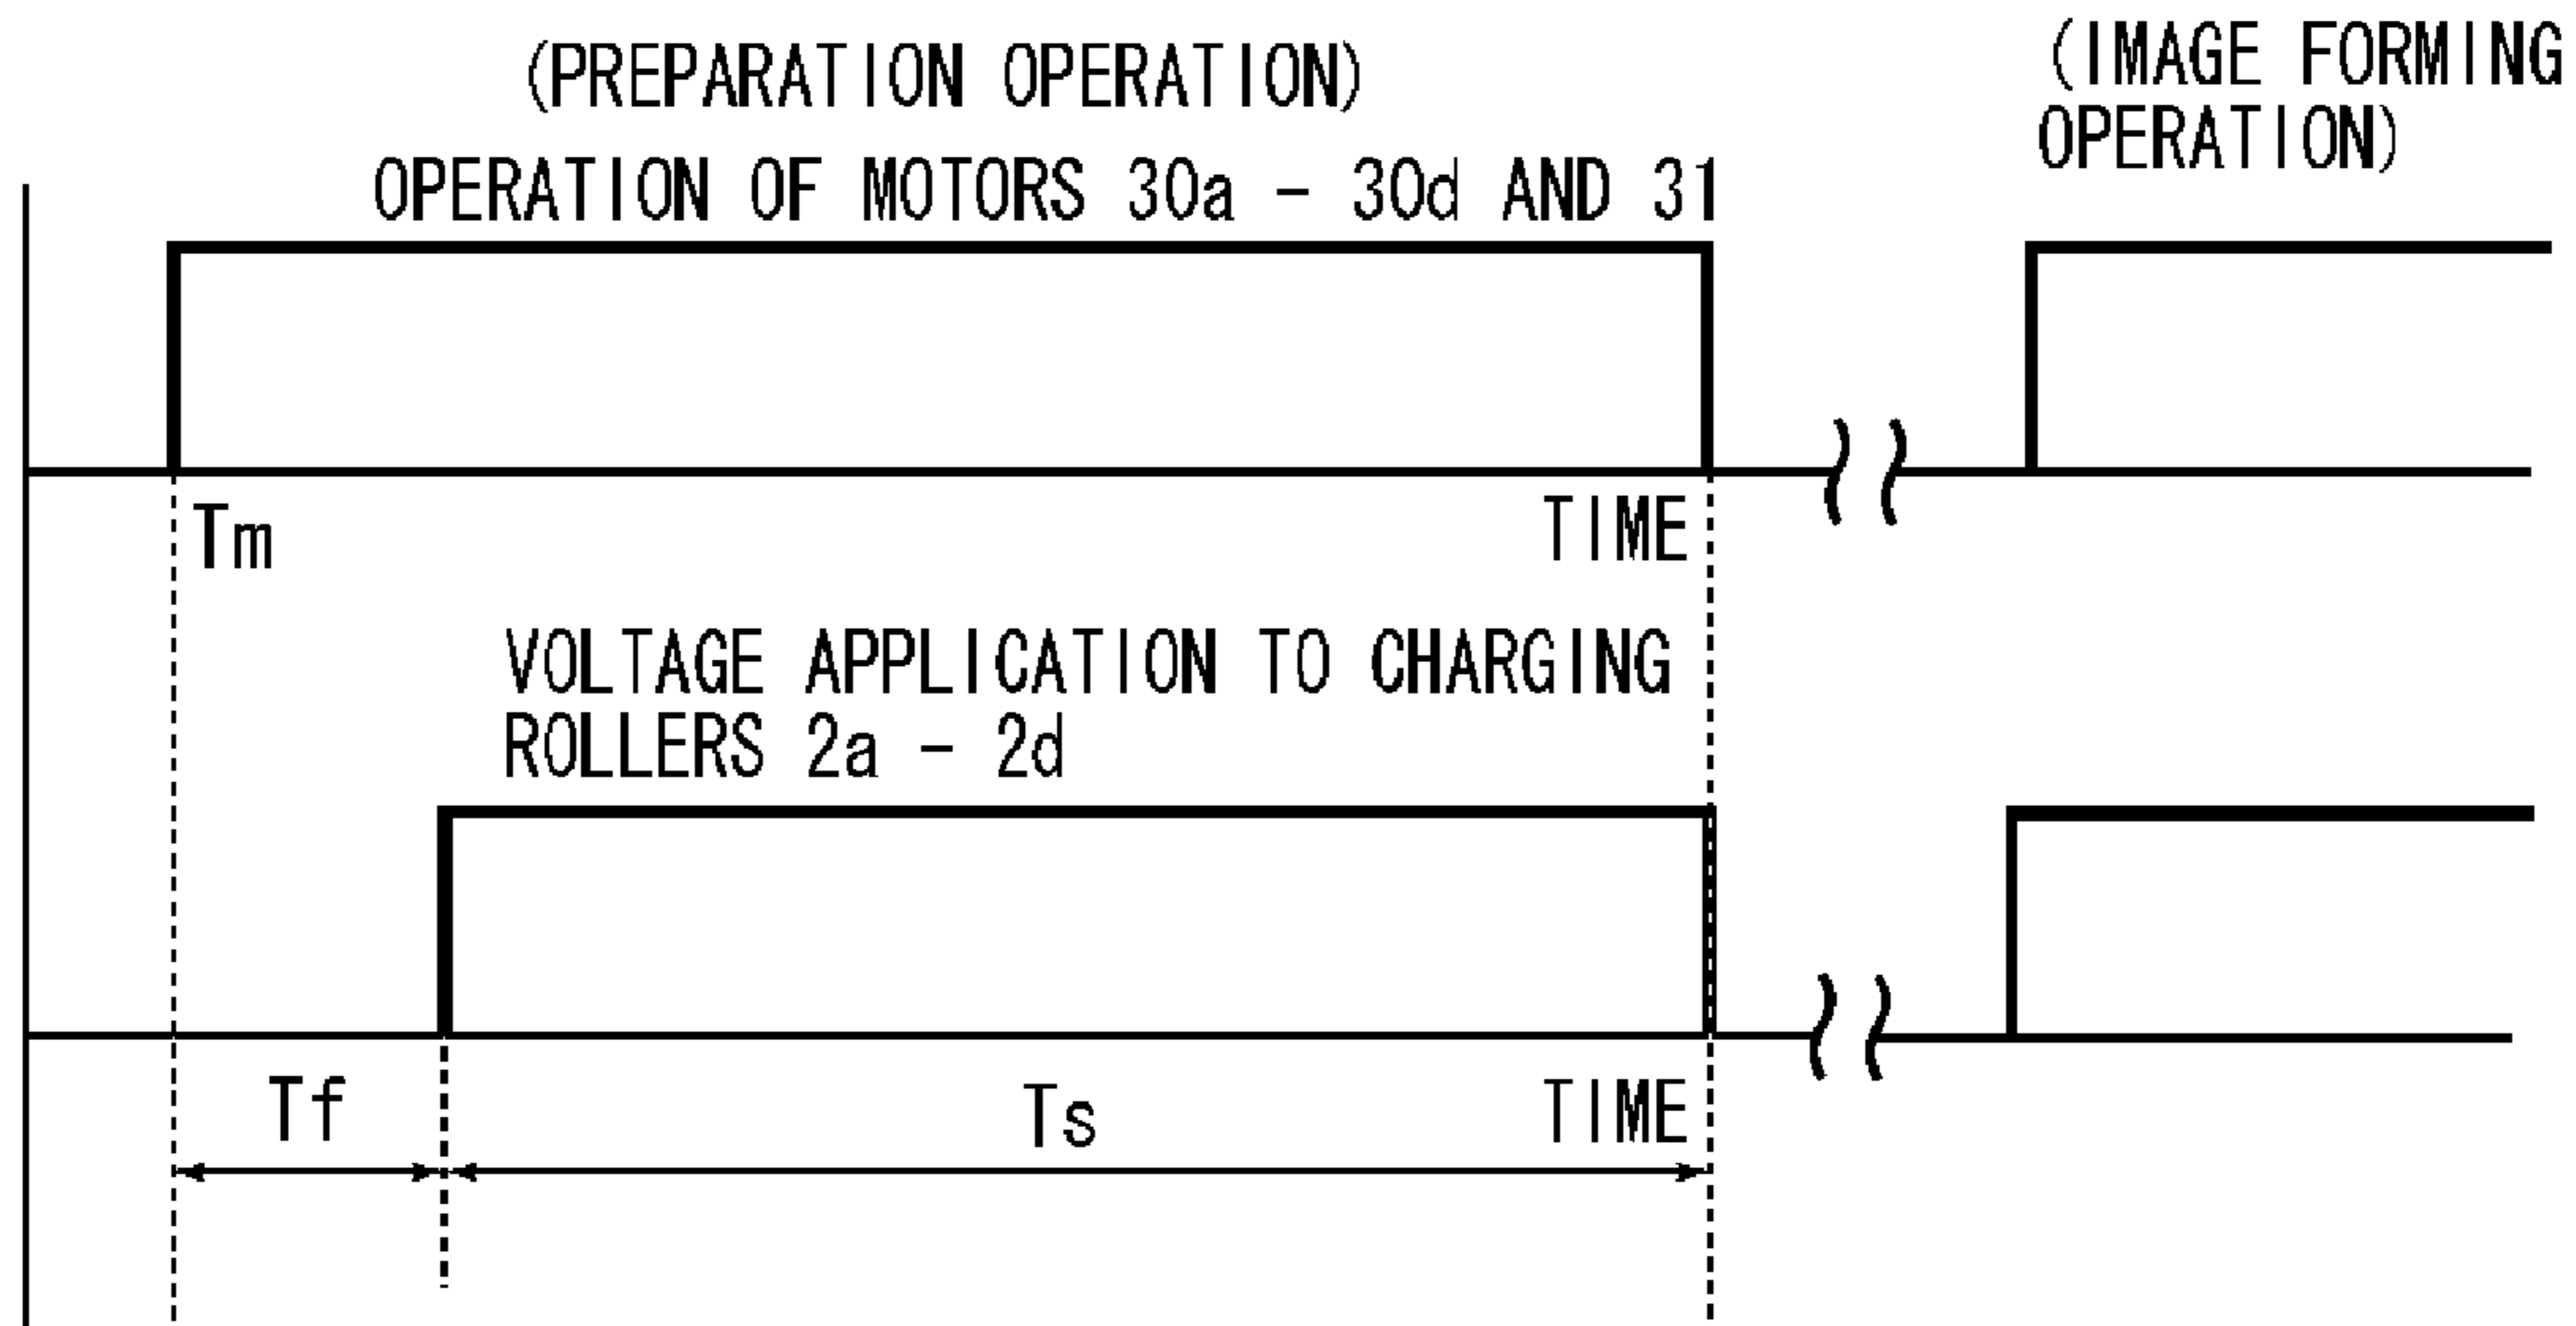 (PREPARATION OPERATION)
OPERATION OF MOTORS 30a - 30d AND 31
(IMAGE FORMING
OPERATION)
Tm
TIME
VOLTAGE APPLICATION TO CHARGING
ROLLERS 2a - 2d
Tf
Ts
TIME